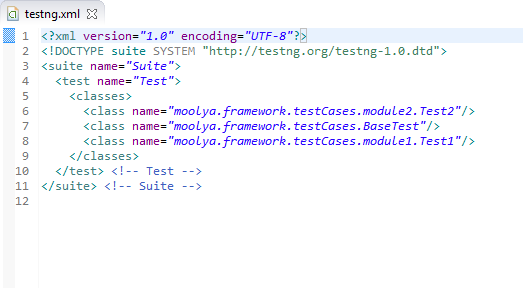 testng.xml
1 <?xml version="1.0" encoding="UTF-8"?>
2 <!DOCTYPE suite SYSTEM "http://testng.org/testng-1.0.dtd">
3 <suite name="Suite">
4 <test name="Test">
5 <classes>
6 <class name="moolya.framework.testCases.module2.Test2"/>
7 <class name="moolya.framework.testCases.BaseTest"/>
8 <class name="moolya.framework.testCases.module1.Test1"/>
9 </classes>
10 </test> <!-- Test -->
11 </suite> <!-- Suite -->
12